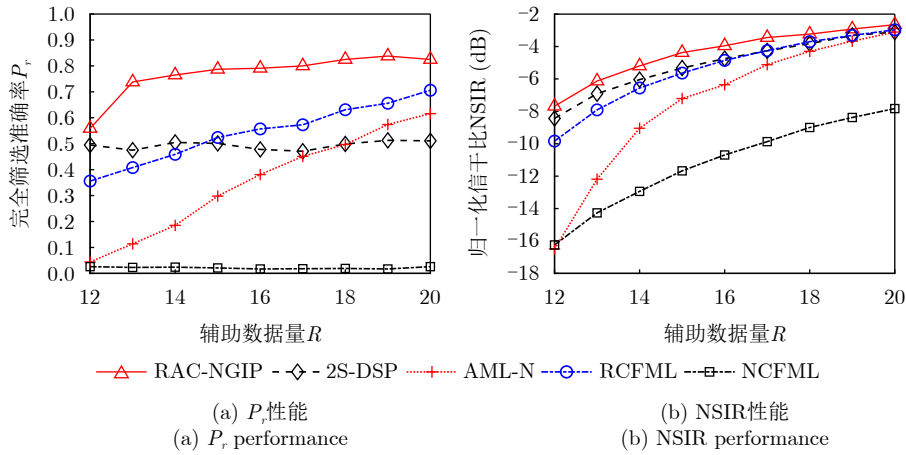 1.0
0.9
0.8
0.7
0.6
0.5
0.4
0.3
0.2
0.1
0.0
完全筛选准确率Pr
12 14 16 18 20
辅助数据量R
−2
−4
−6
−8
−10
−12
−14
−16
−18
归一化信干比NSIR (dB)
12 14 16 18 20
辅助数据量R
RAC-NGIP 2S-DSP AML-N RCFML NCFML
(a) Pr性能
(a) Pr performance
(b) NSIR性能
(b) NSIR performance